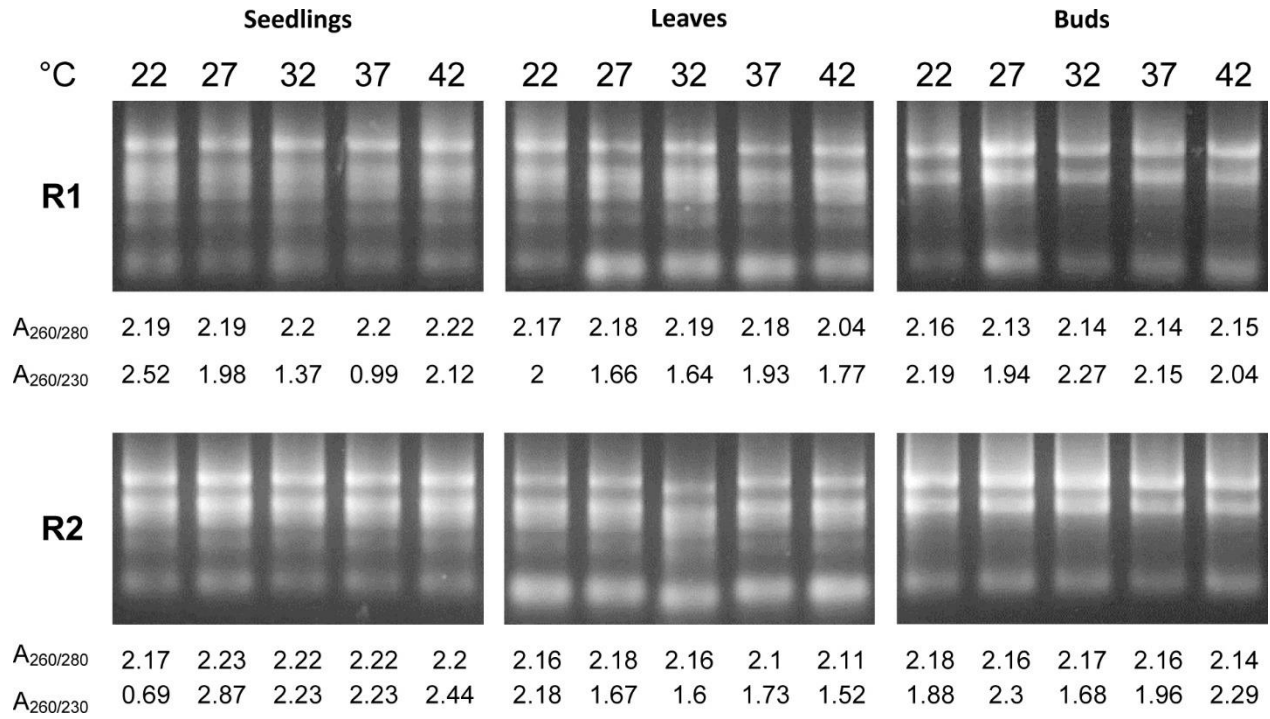 Seedlings Leaves Buds
°C 22 27 32 37 42 22 27 32 37 42 22 27 32 37 42
R1
A260/280 2.19 2.19 2.2 2.2 2.22 2.17 2.18 2.19 2.18 2.04 2.16 2.13 2.14 2.14 2.15
A260/230 2.52 1.98 1.37 0.99 2.12 2 1.66 1.64 1.93 1.77 2.19 1.94 2.27 2.15 2.04
R2
A260/280 2.17 2.23 2.22 2.22 2.2 2.16 2.18 2.16 2.1 2.11 2.18 2.16 2.17 2.16 2.14
A260/230 0.69 2.87 2.23 2.23 2.44 2.18 1.67 1.6 1.73 1.52 1.88 2.3 1.68 1.96 2.29